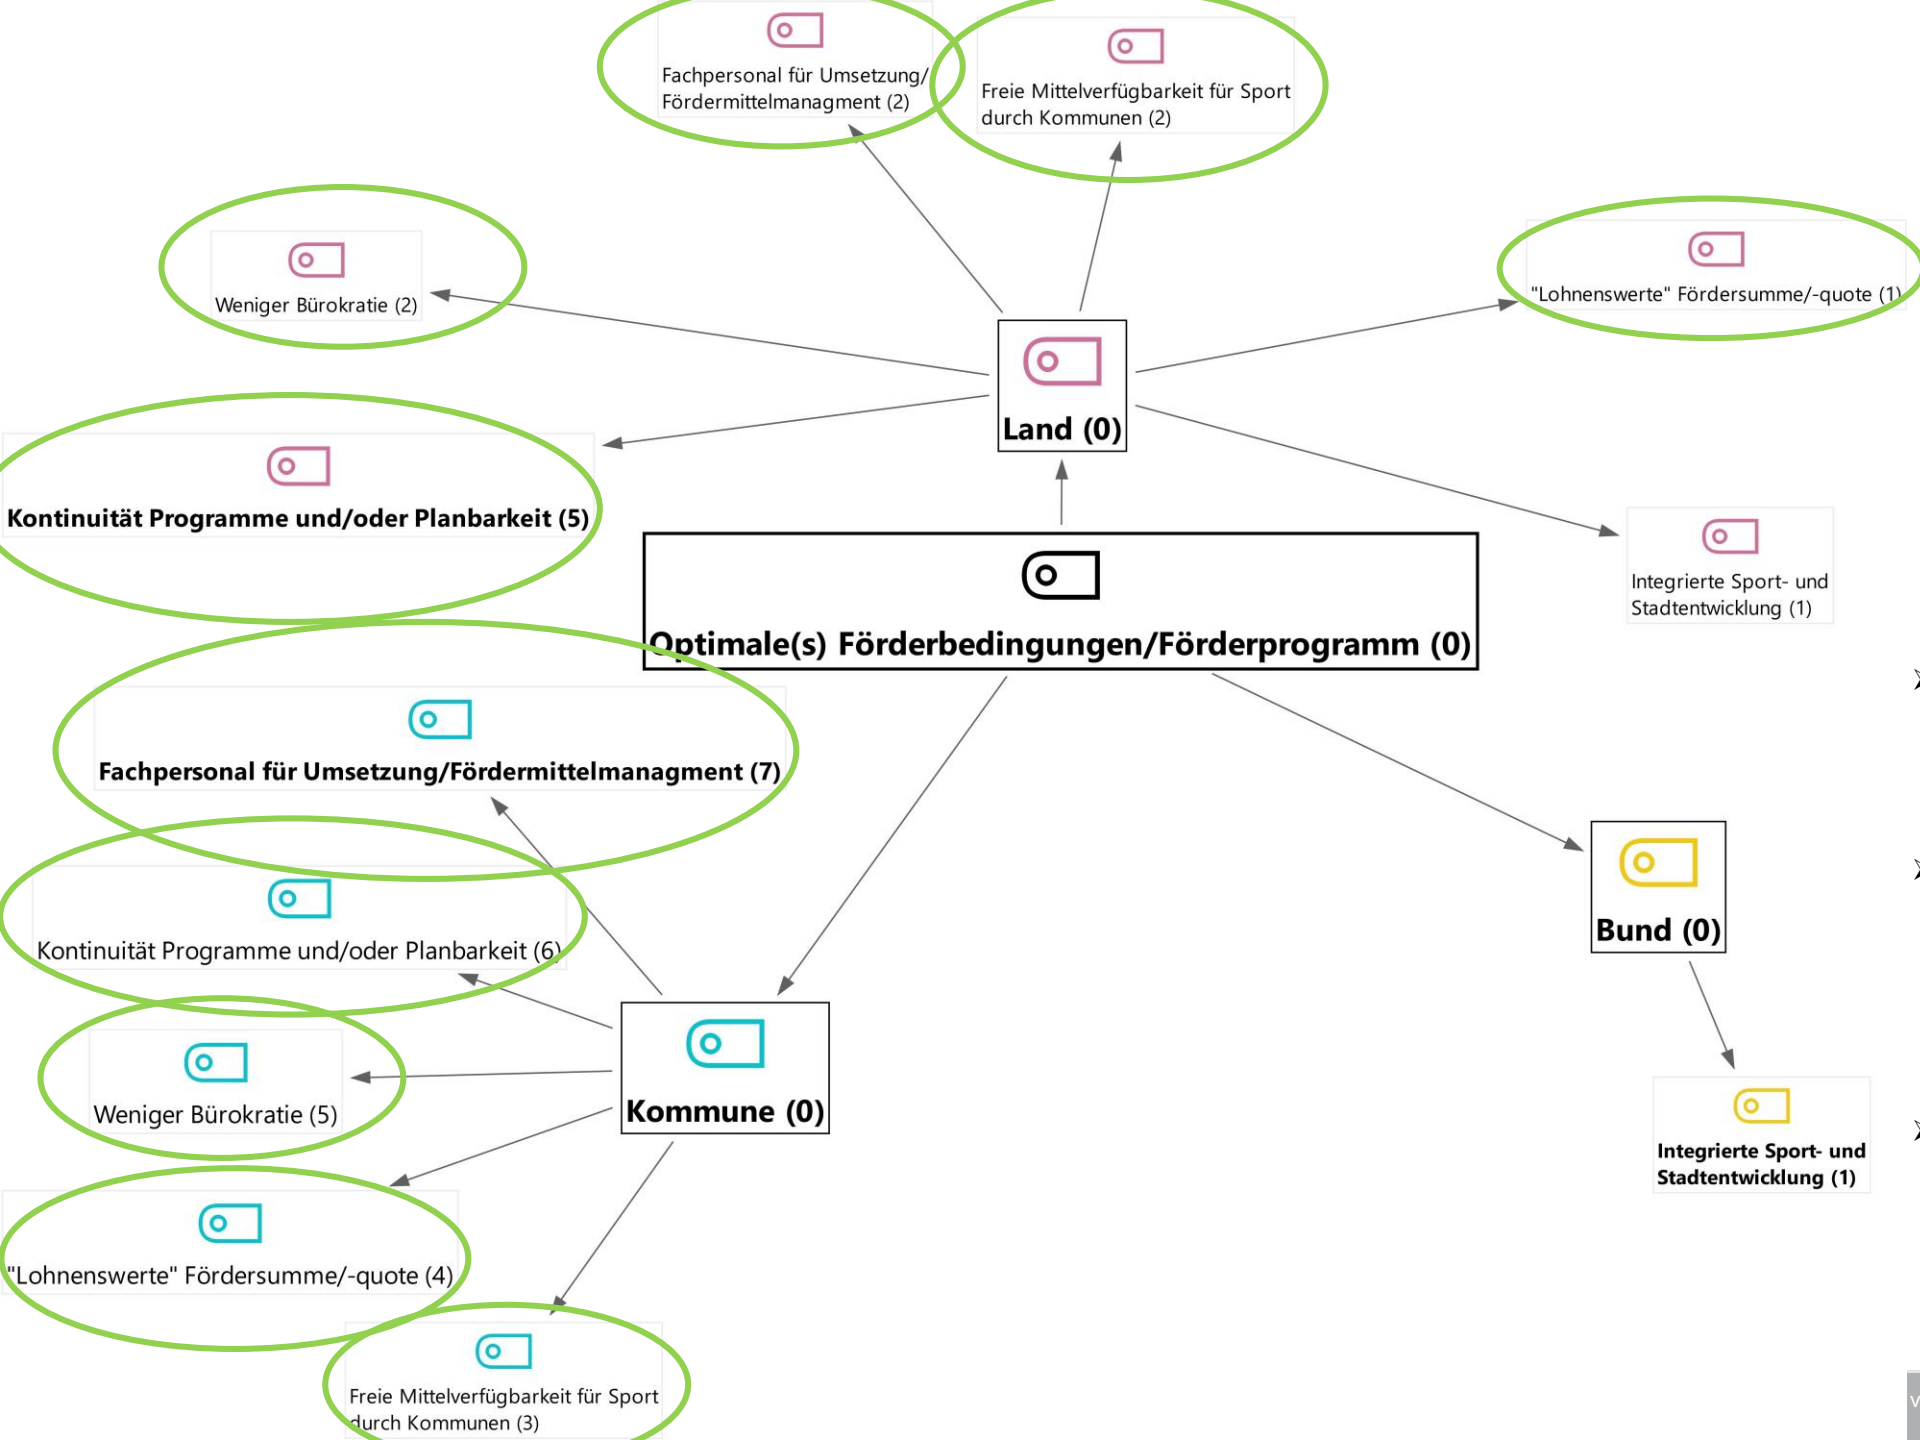 Fachpersonal für Umsetzung/
Fördermittelmanagment (2)
Freie Mittelverfügbarkeit für Sport
durch Kommunen (2)
Weniger Bürokratie (2)
"Lohnenswerte" Fördersumme/-quote (1)
Land (0)
Kontinuität Programme und/oder Planbarkeit (5)
Integrierte Sport- und
Stadtentwicklung (1)
Optimale(s) Förderbedingungen/Förderprogramm (0)
Fachpersonal für Umsetzung/Fördermittelmanagment (7)
Bund (0)
Kontinuität Programme und/oder Planbarkeit (6)
Kommune (0)
Weniger Bürokratie (5)
Integrierte Sport- und
Stadtentwicklung (1)
"Lohnenswerte" Fördersumme/-quote (4)
Freie Mittelverfügbarkeit für Sport
durch Kommunen (3)